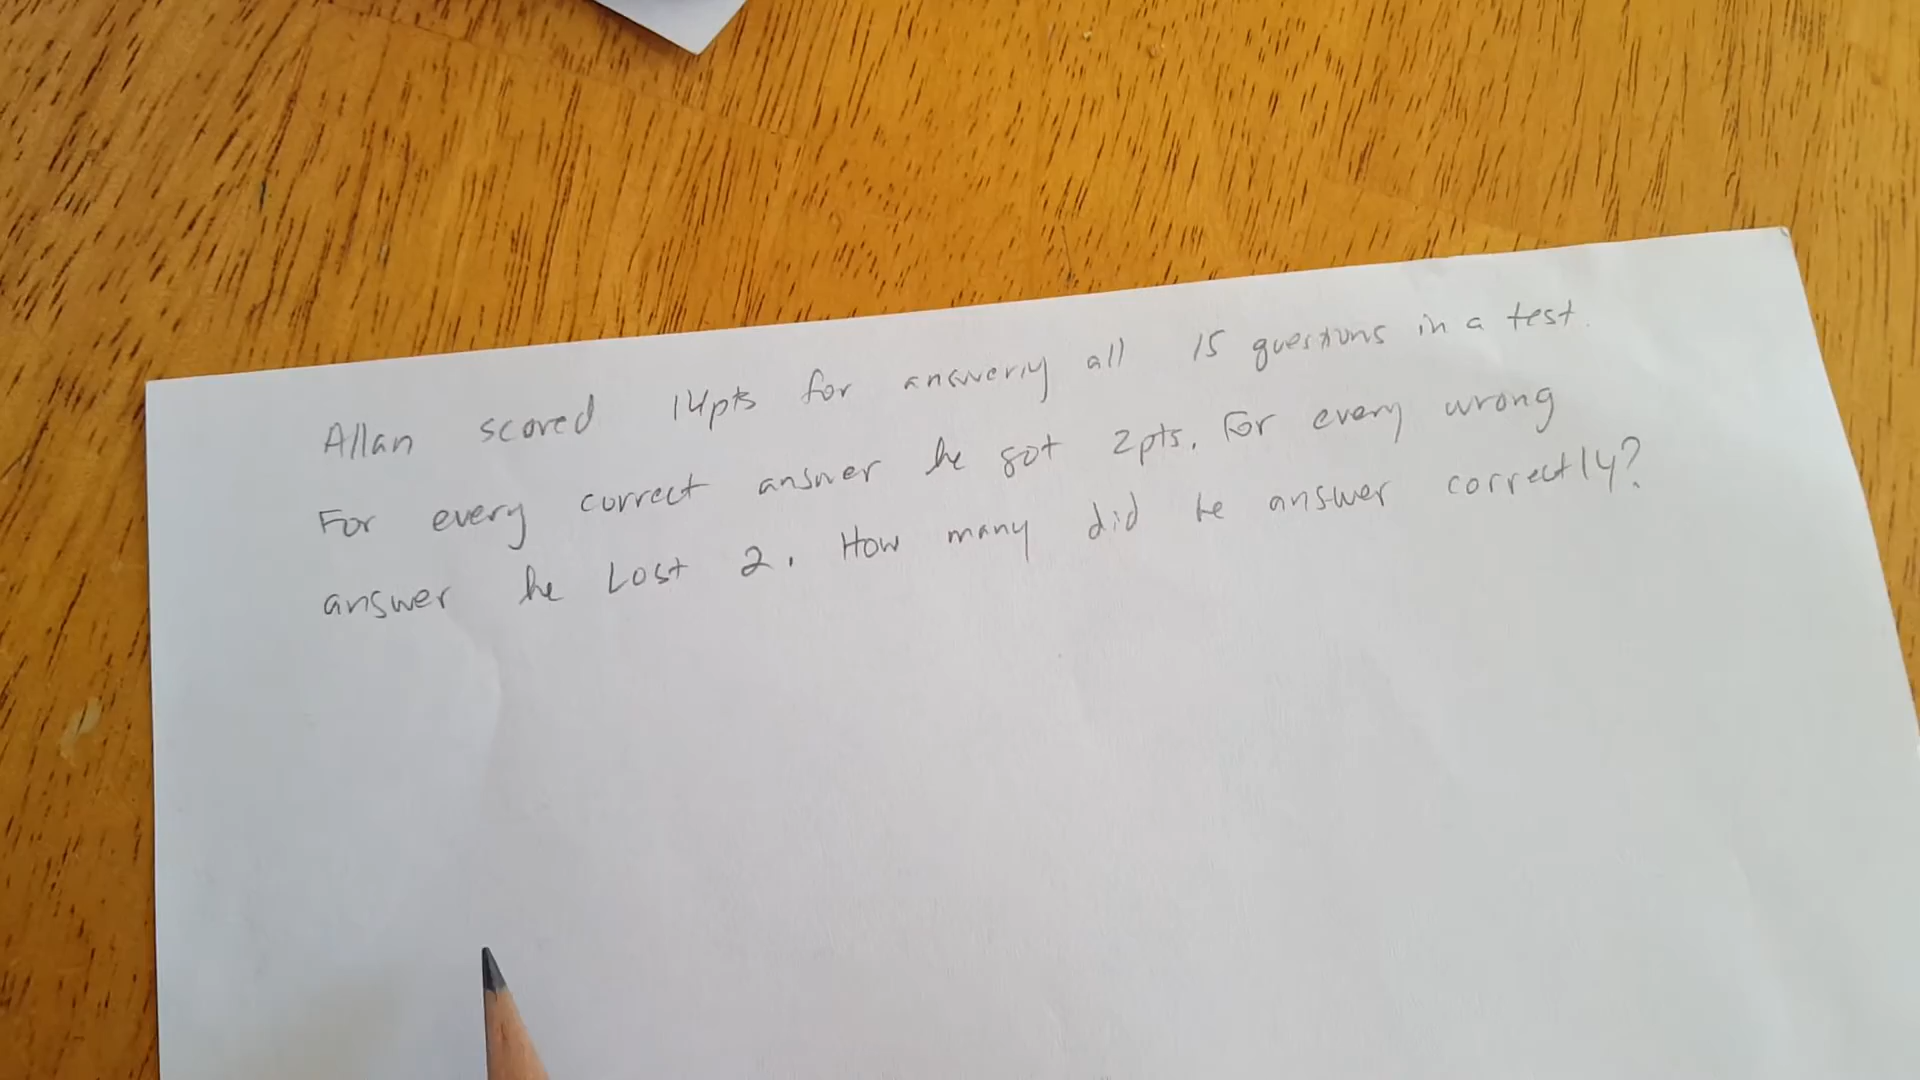 Allan scored 14pts for answering all 15 questions in a test.
For every correct answer he got 2pts. For every wrong
answer he Lost 2. How many did he answer correctly?